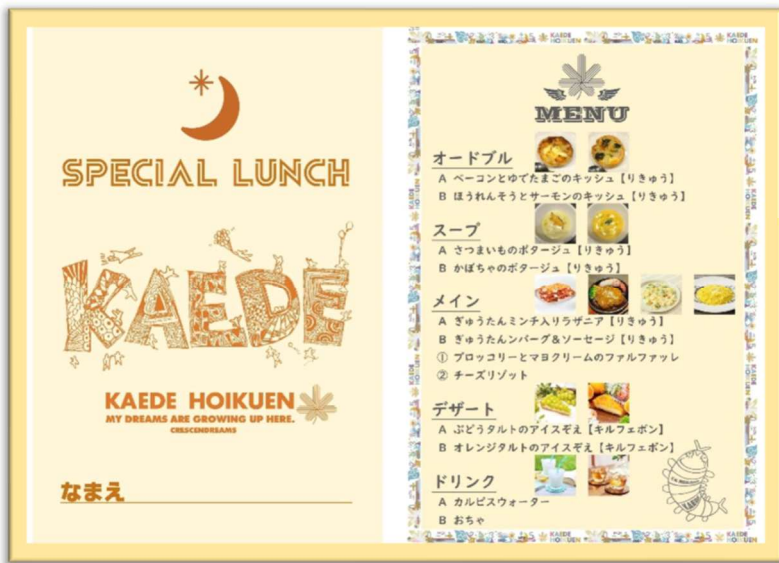 SPECIAL LUNCH
KAEDE
KAEDE HOIKUEN
MY DREAMS ARE GROWING UP HERE.
CRESCENDREAMS
なまえ
MENU
オードブル
A ベーコンとゆでたまごのキッシュ【りきゅう】
B ほうれんそうとサーモンのキッシュ【りきゅう】
スープ
A さつまいものポタージュ【りきゅう】
B かぼちゃのポタージュ【りきゅう】
メイン
A ぎゅうたんミンチ入りラザニア【りきゅう】
B ぎゅうたんンバーグ&ソーセージ【りきゅう】
① ブロッコリーとマヨクリームのファルファッレ
② チーズリゾット
デザート
A ぶどうタルトのアイスぞえ【キルフェボン】
B オレンジタルトのアイスぞえ【キルフェボン】
ドリンク
A カルピスウォーター
B おちゃ